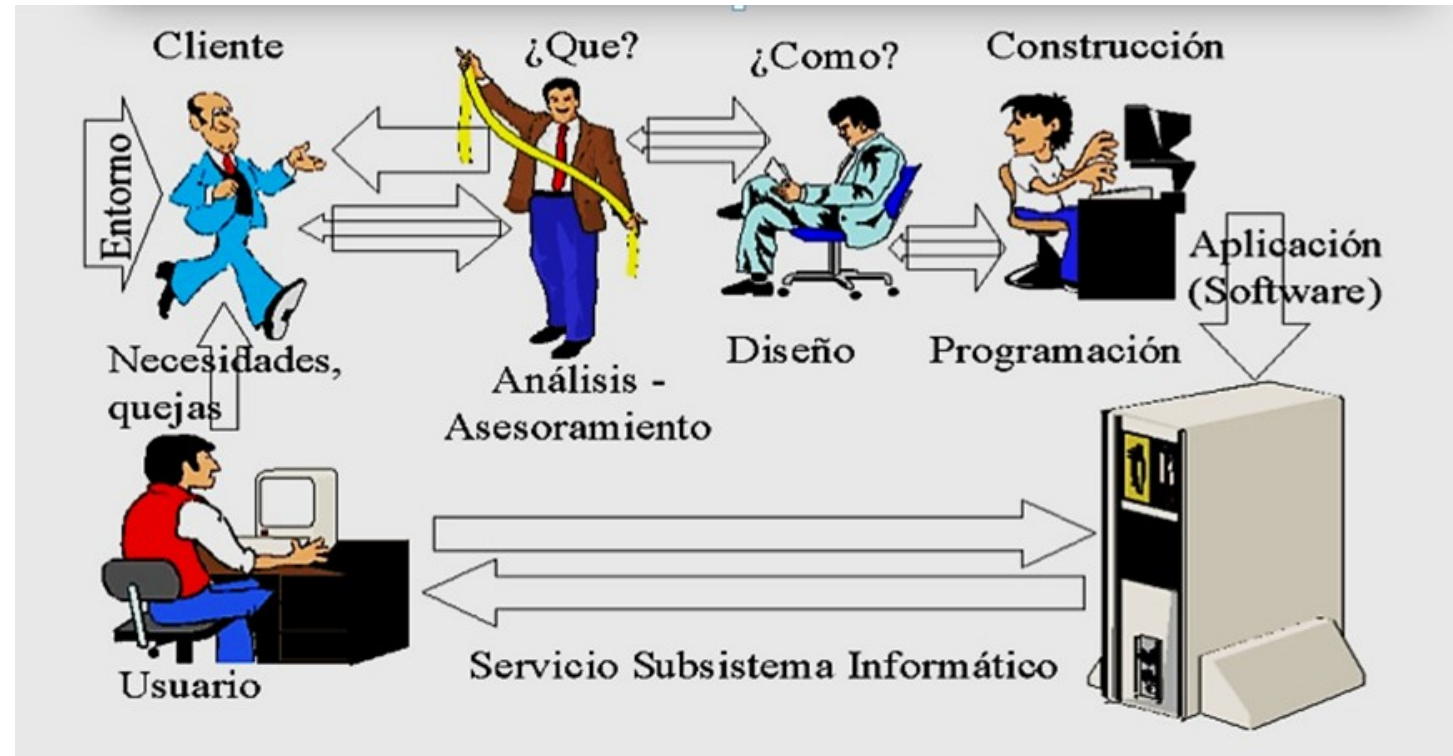 Cliente
¿Que?
¿Como?
Construcción
Entorno
Aplicación
(Software)
Necesidades,
quejas
Análisis -
Asesoramiento
Diseño
Programación
Usuario
Servicio Subsistema Informático